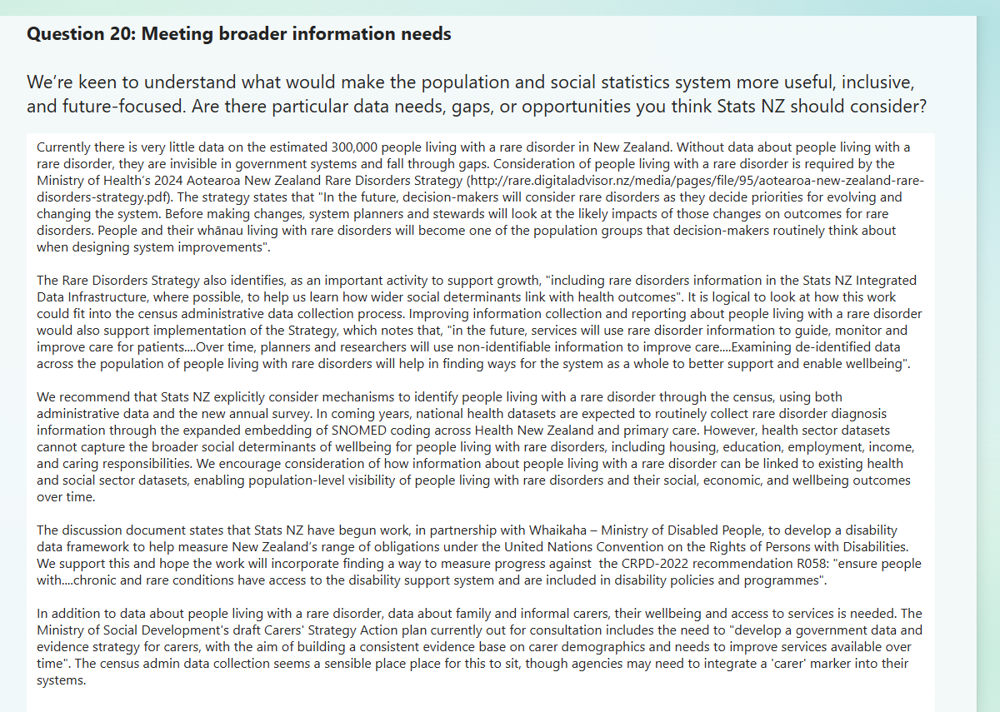 Question 20: Meeting broader information needs
We’re keen to understand what would make the population and social statistics system more useful, inclusive,
and future-focused. Are there particular data needs, gaps, or opportunities you think Stats NZ should consider?
Currently there is very little data on the estimated 300,000 people living with a rare disorder in New Zealand. Without data about people living with a
rare disorder, they are invisible in government systems and fall through gaps. Consideration of people living with a rare disorder is required by the
Ministry of Health’s 2024 Aotearoa New Zealand Rare Disorders Strategy (http://rare.digitaladvisor.nz/media/pages/file/95/aotearoa-new-zealand-rare-
disorders-strategy.pdf). The strategy states that "In the future, decision-makers will consider rare disorders as they decide priorities for evolving and
changing the system. Before making changes, system planners and stewards will look at the likely impacts of those changes on outcomes for rare
disorders. People and their whānau living with rare disorders will become one of the population groups that decision-makers routinely think about
when designing system improvements".
The Rare Disorders Strategy also identifies, as an important activity to support growth, "including rare disorders information in the Stats NZ Integrated
Data Infrastructure, where possible, to help us learn how wider social determinants link with health outcomes". It is logical to look at how this work
could fit into the census administrative data collection process. Improving information collection and reporting about people living with a rare disorder
would also support implementation of the Strategy, which notes that, "in the future, services will use rare disorder information to guide, monitor and
improve care for patients....Over time, planners and researchers will use non-identifiable information to improve care....Examining de-identified data
across the population of people living with rare disorders will help in finding ways for the system as a whole to better support and enable wellbeing".
We recommend that Stats NZ explicitly consider mechanisms to identify people living with a rare disorder through the census, using both
administrative data and the new annual survey. In coming years, national health datasets are expected to routinely collect rare disorder diagnosis
information through the expanded embedding of SNOMED coding across Health New Zealand and primary care. However, health sector datasets
cannot capture the broader social determinants of wellbeing for people living with rare disorders, including housing, education, employment, income,
and caring responsibilities. We encourage consideration of how information about people living with a rare disorder can be linked to existing health
and social sector datasets, enabling population-level visibility of people living with rare disorders and their social, economic, and wellbeing outcomes
over time.
The discussion document states that Stats NZ have begun work, in partnership with Whaikaha – Ministry of Disabled People, to develop a disability
data framework to help measure New Zealand’s range of obligations under the United Nations Convention on the Rights of Persons with Disabilities.
We support this and hope the work will incorporate finding a way to measure progress against  the CRPD-2022 recommendation R058: "ensure people
with....chronic and rare conditions have access to the disability support system and are included in disability policies and programmes".
In addition to data about people living with a rare disorder, data about family and informal carers, their wellbeing and access to services is needed. The
Ministry of Social Development's draft Carers' Strategy Action plan currently out for consultation includes the need to "develop a government data and
evidence strategy for carers, with the aim of building a consistent evidence base on carer demographics and needs to improve services available over
time". The census admin data collection seems a sensible place place for this to sit, though agencies may need to integrate a 'carer' marker into their
systems.